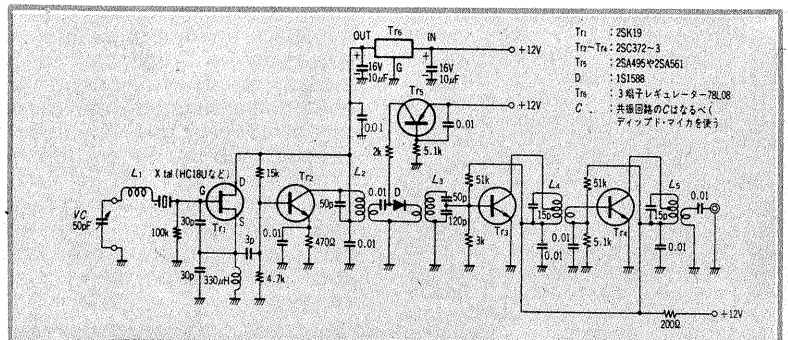 OUT
Tr6
IN
+
16V
10μF
G
+
16V
10μF
+12V
Tr1 : 2SK19
Tr2~Tr4 : 2SC372~3
Tr5 : 2SA495や2SA561
D : 1S1588
Tr6 : 3端子レギュレーター78L08
C : 共振回路のCはなるべく
ディップド・マイカを使う
Tr5
+12V
0.01
0.01
2k
5.1k
L1
X tal (HC18Uなど)
D
G
S
Tr1
15k
Tr2
L2
0.01
D
L3
50p
50p
120p
51k
Tr3
L4
15p
51k
Tr4
L5
15p
0.01
VC
50pF
100k
30p
30p
330μH
3p
4.7k
0.01
470Ω
0.01
3k
0.01
0.01
5.1k
0.01
200Ω
+12V